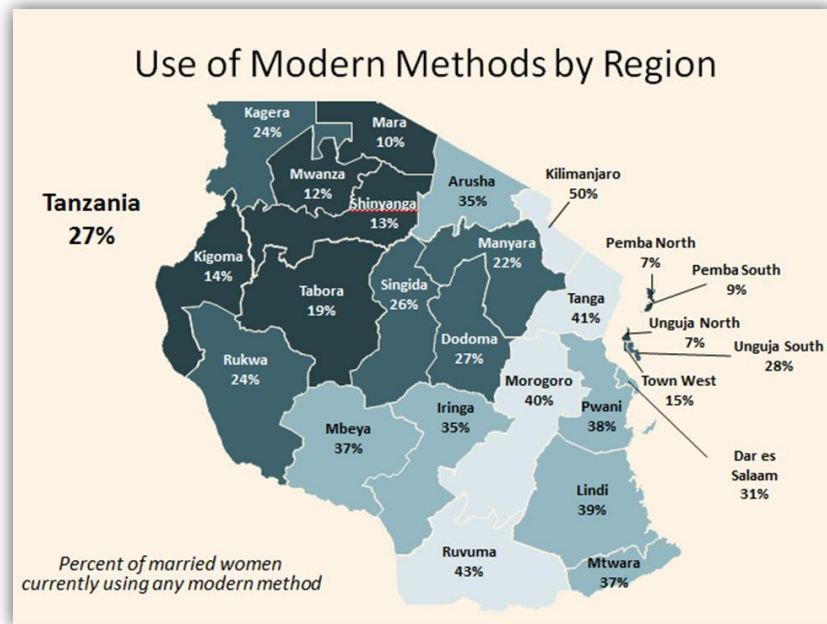 Use of Modern Methods by Region
Kagera
24%
Mara
10%
Mwanza
12%
Shinyanga
13%
Arusha
35%
Kilimanjaro
50%
Tanzania
27%
Kigoma
14%
Tabora
19%
Singida
26%
Manyara
22%
Pemba North
7%
Pemba South
9%
Tanga
41%
Unguja North
7%
Unguja South
28%
Town West
15%
Rukwa
24%
Dodoma
27%
Morogoro
40%
Mbeya
37%
Iringa
35%
Pwani
38%
Dar es
Salaam
31%
Lindi
39%
Ruvuma
43%
Mtwara
37%
Percent of married women
currently using any modern method